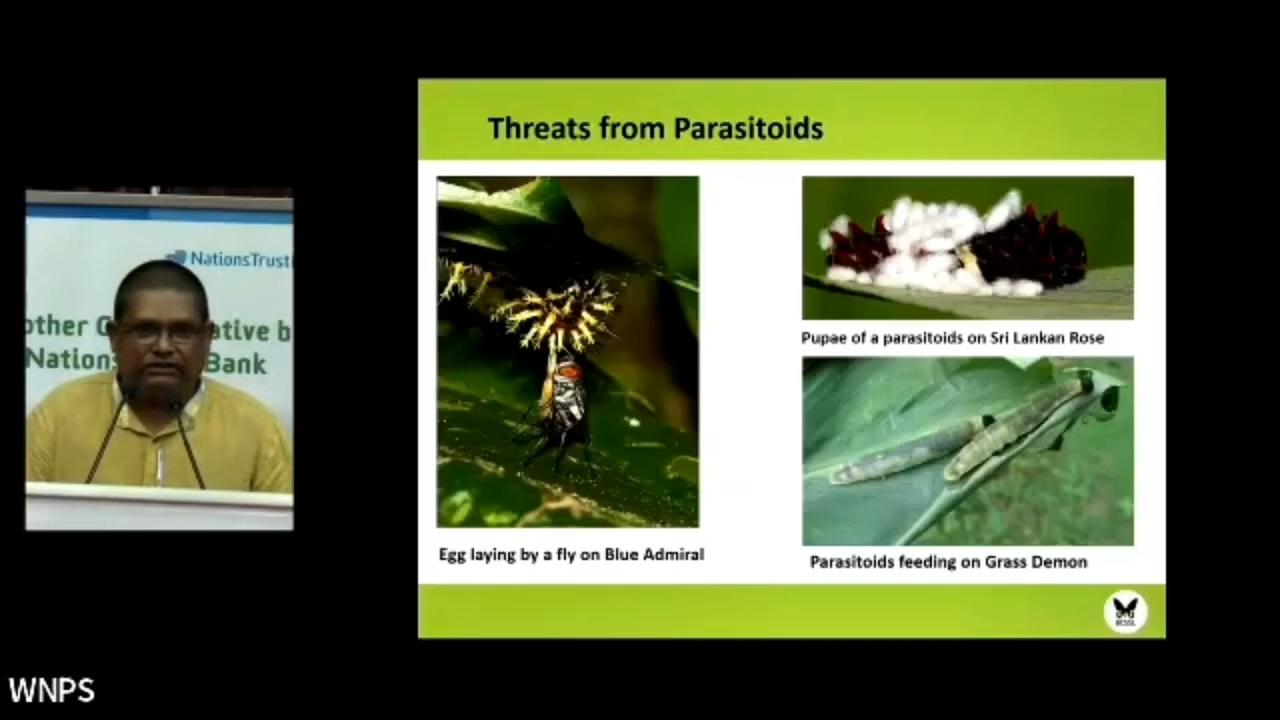 Threats from Parasitoids
NationsTrust
other
ative b
Nations
Bank
Pupae of a parasitoids on Sri Lankan Rose
Egg laying by a fly on Blue Admiral
Parasitoids feeding on Grass Demon
WNPS